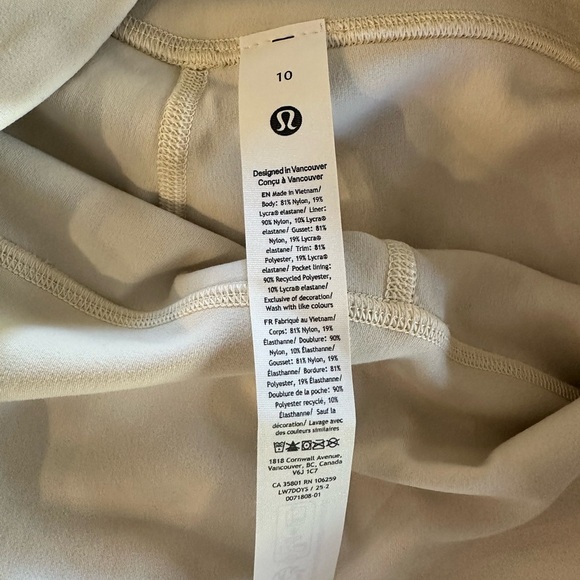 10
Designed in Vancouver
Conçu à Vancouver
EN Made in Vietnam/
Body: 81% Nylon, 19%
Lycra® elastane/ Liner:
90% Nylon, 10% Lycra®
elastane/ Gusset: 81%
Nylon, 19% Lycra®
elastane/ Trim: 81%
Polyester, 19% Lycra®
elastane/ Pocket lining:
90% Recycled Polyester,
10% Lycra® elastane/
Exclusive of decoration/
Wash with like colours
FR Fabriqué au Vietnam/
Corps: 81% Nylon, 19%
Élasthanne/ Doublure: 90%
Nylon, 10% Élasthanne/
Gousset: 81% Nylon, 19%
Élasthanne/ Bordure: 81%
Polyester, 19% Élasthanne/
Doublure de la poche: 90%
Polyester recyclé, 10%
Élasthanne/ Sauf la
décoration/ Lavage avec
des couleurs similaires
1818 Cornwall Avenue,
Vancouver, BC, Canada
V6J 1C7
CA 35801 RN 106259
LW7DOYS / 25-2
0071808-01